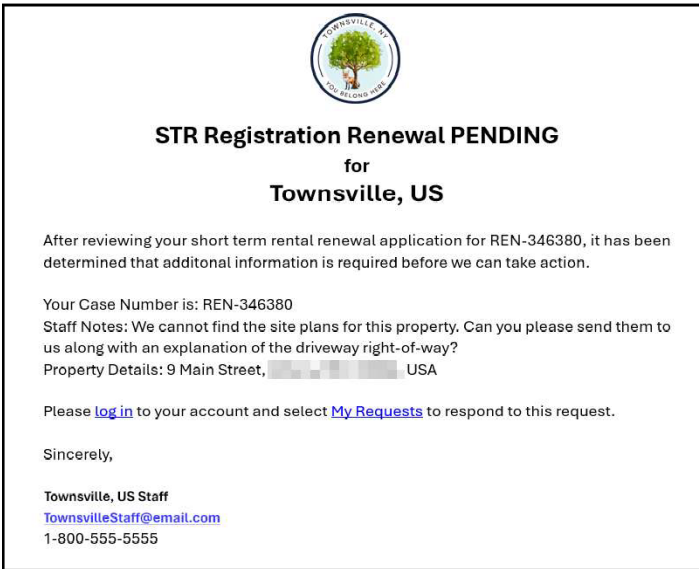 TOWNSVILLE, NY
YOU BELONG HERE
STR Registration Renewal PENDING
for
Townsville, US
After reviewing your short term rental renewal application for REN-346380, it has been
determined that additonal information is required before we can take action.
Your Case Number is: REN-346380
Staff Notes: We cannot find the site plans for this property. Can you please send them to
us along with an explanation of the driveway right-of-way?
Property Details: 9 Main Street, USA
Please log in to your account and select My Requests to respond to this request.
Sincerely,
Townsville, US Staff
TownsvilleStaff@email.com
1-800-555-5555